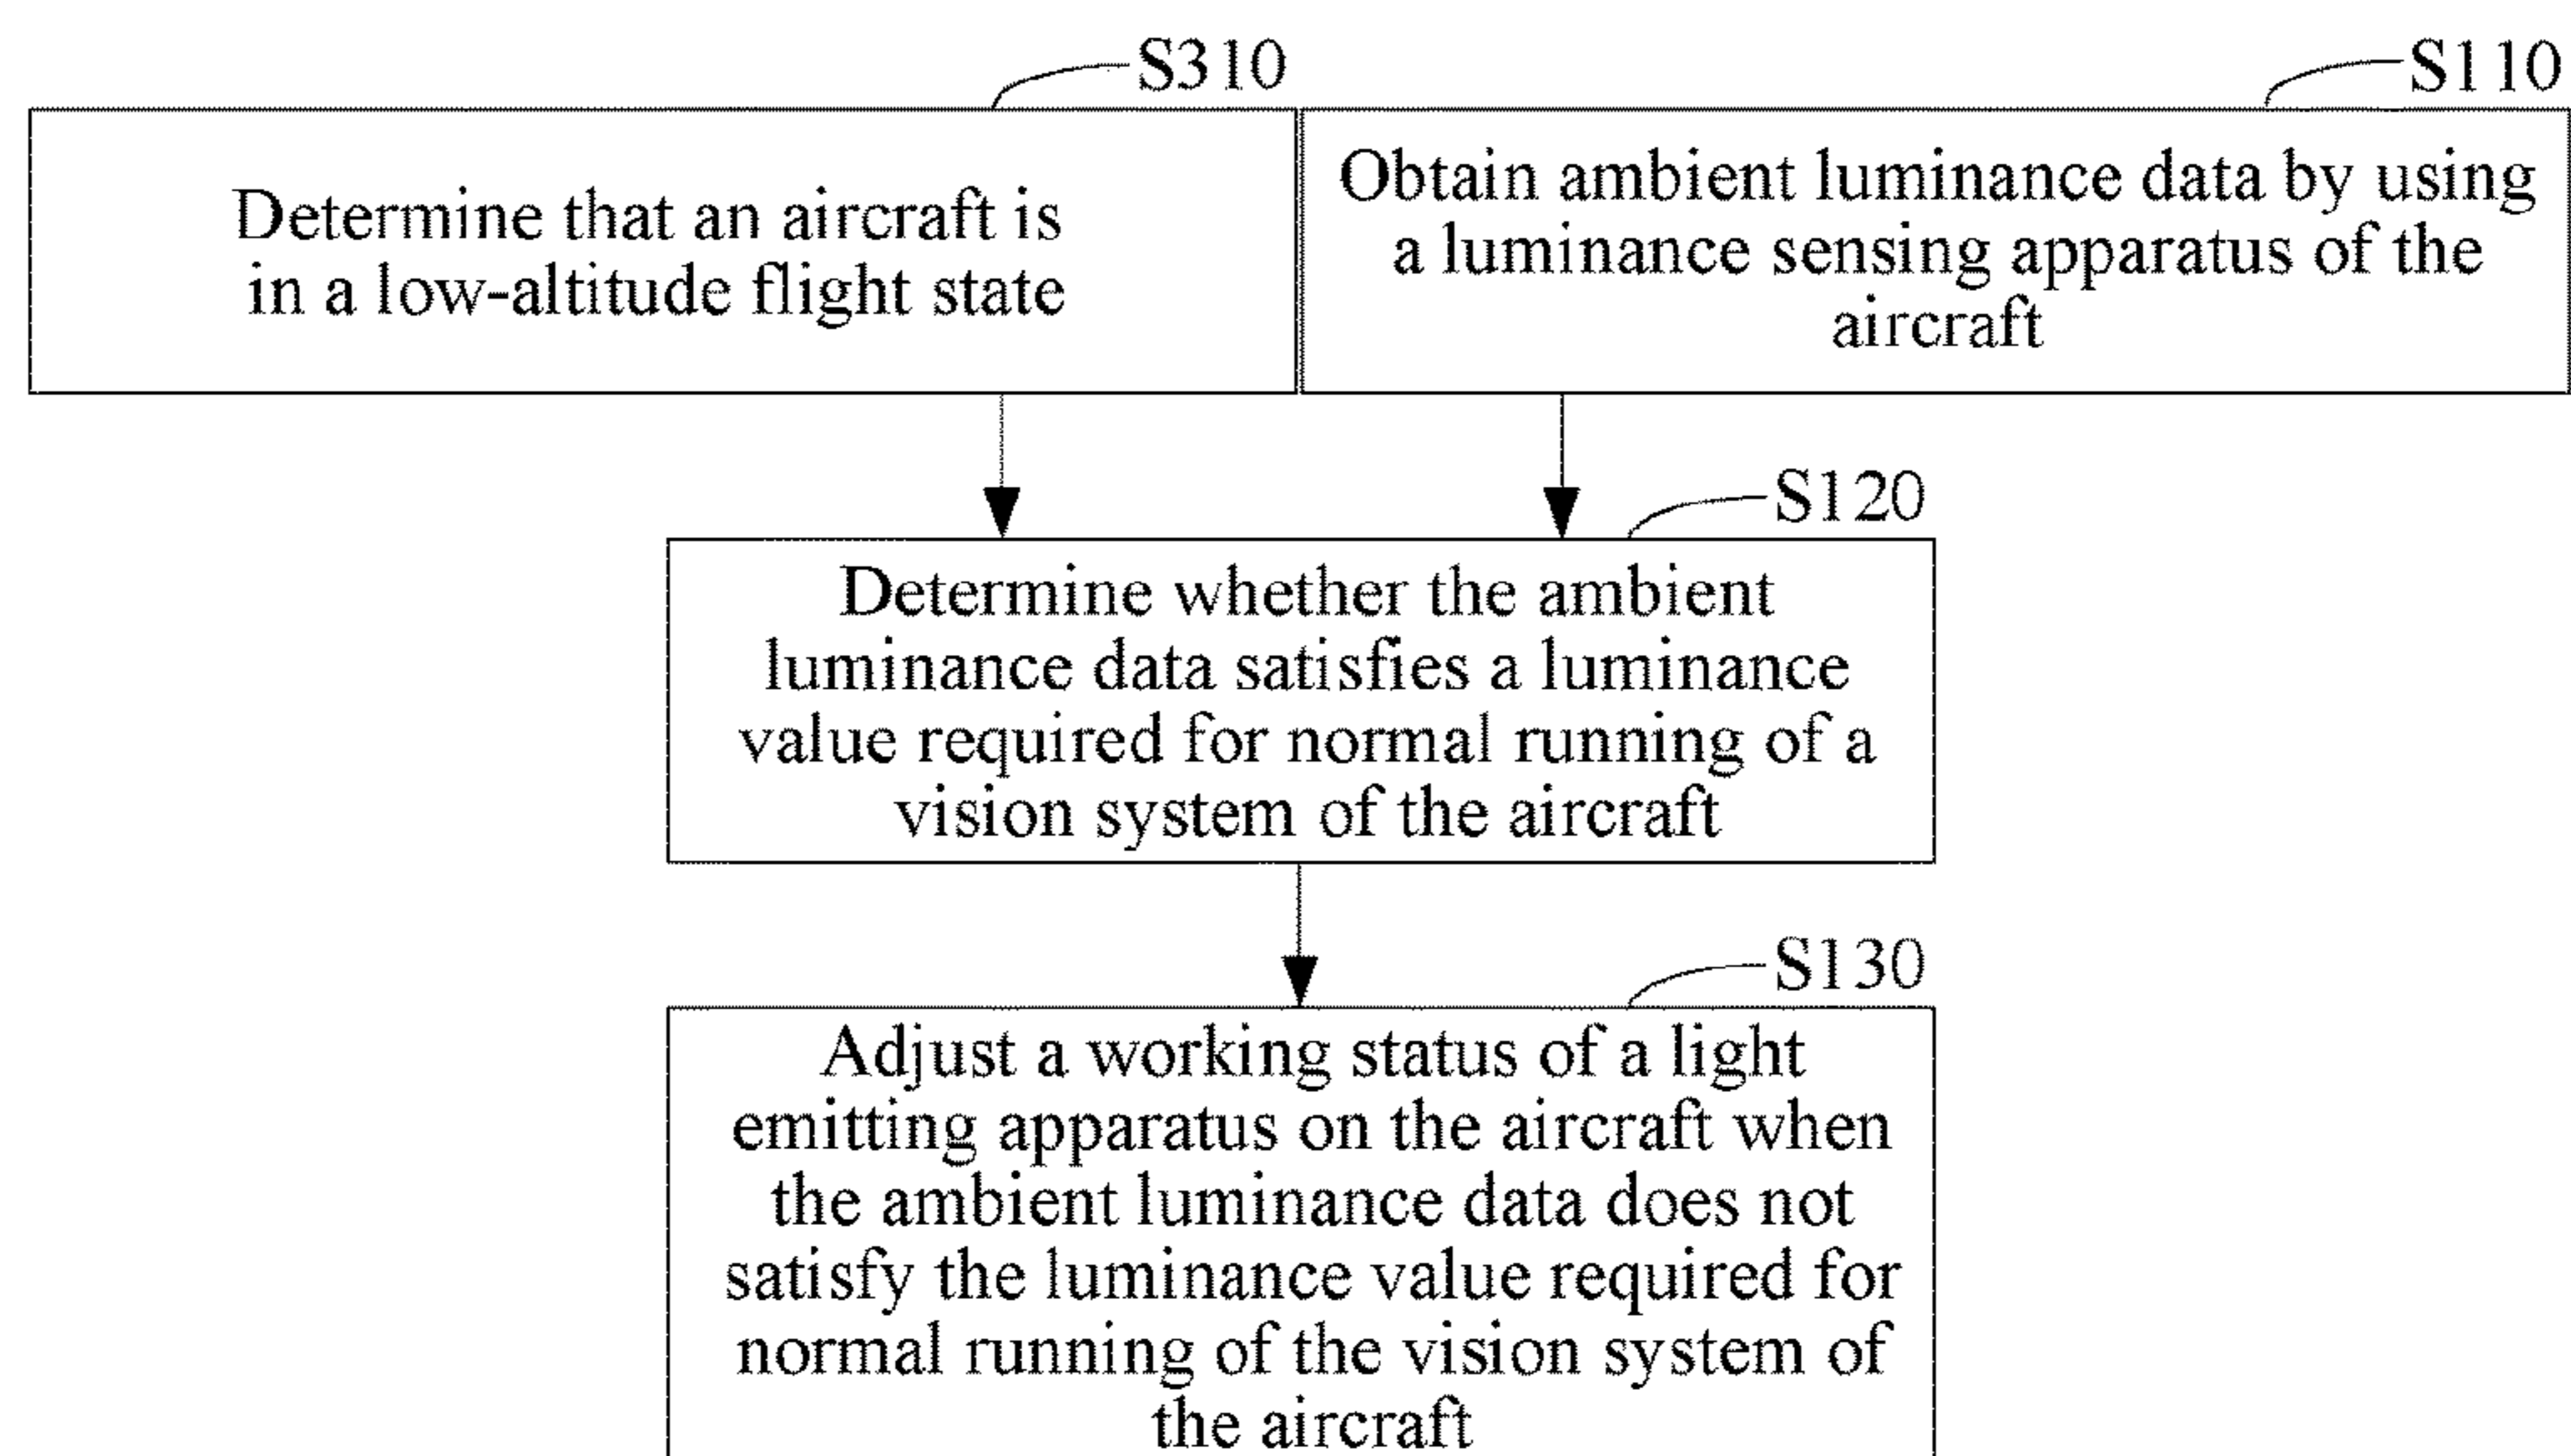 S310
Determine that an aircraft is
in a low-altitude flight state
S110
Obtain ambient luminance data by using
a luminance sensing apparatus of the
aircraft
S120
Determine whether the ambient
luminance data satisfies a luminance
value required for normal running of a
vision system of the aircraft
S130
Adjust a working status of a light
emitting apparatus on the aircraft when
the ambient luminance data does not
satisfy the luminance value required for
normal running of the vision system of
the aircraft